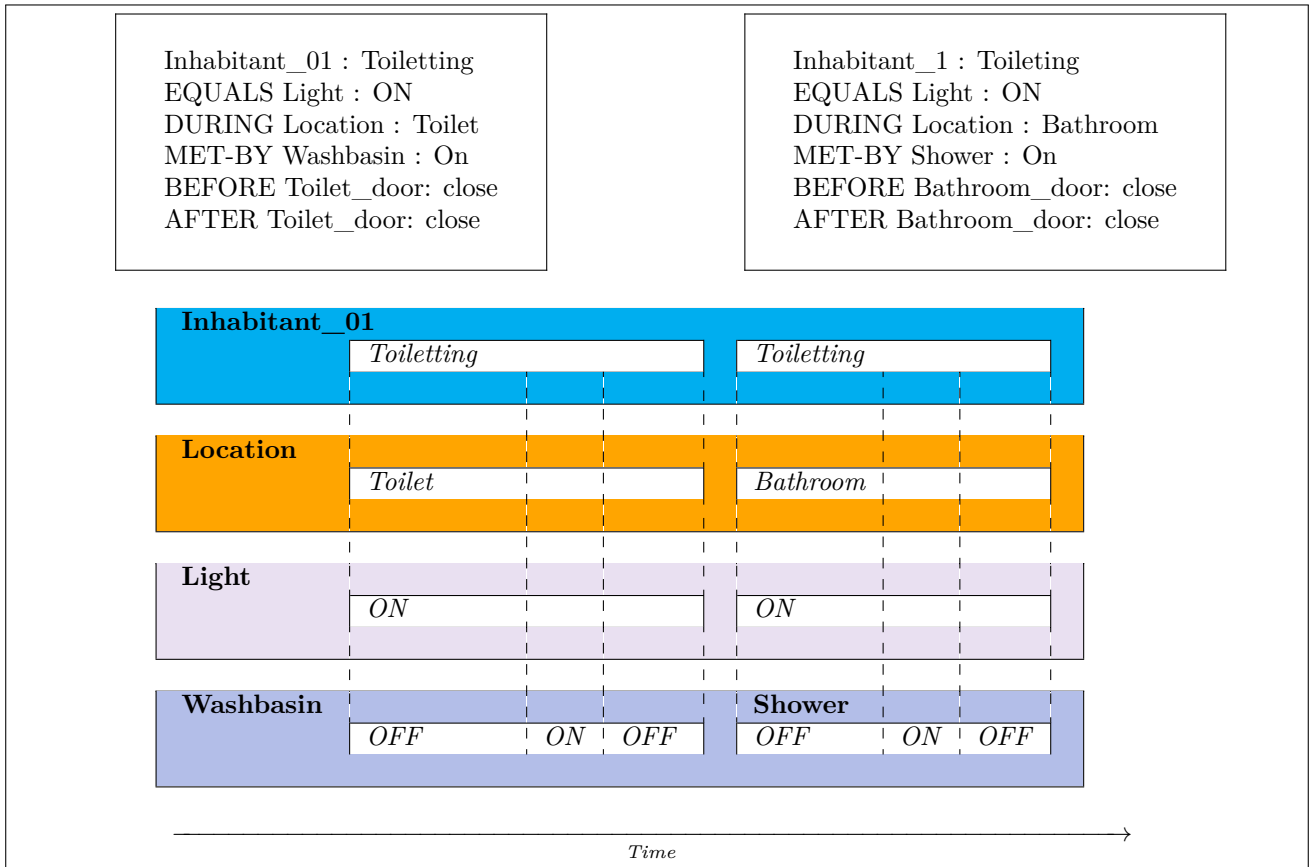 Inhabitant_01 : Toiletting
EQUALS Light : ON
DURING Location : Toilet
MET-BY Washbasin : On
BEFORE Toilet_door: close
AFTER Toilet_door: close
Inhabitant_1 : Toileting
EQUALS Light : ON
DURING Location : Bathroom
MET-BY Shower : On
BEFORE Bathroom_door: close
AFTER Bathroom_door: close
Inhabitant_01
Toiletting Toiletting
Location
Toilet Bathroom
Light
ON ON
Washbasin Shower
OFF ON OFF OFF ON OFF
Time